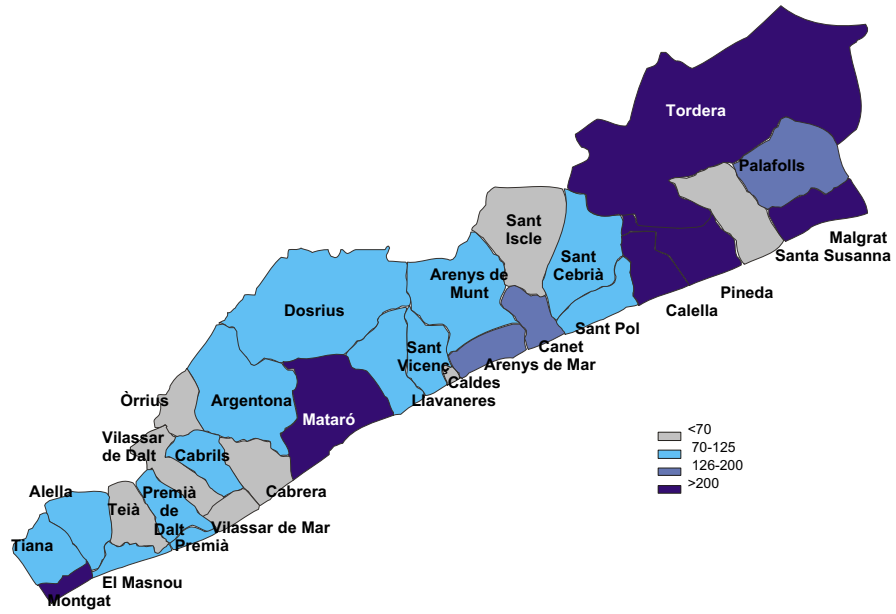 Tordera
Palafolls
Sant
Iscle
Malgrat
Santa Susanna
Sant
Cebrià
Arenys de
Munt
Pineda
Calella
Dosrius
Sant Pol
Canet
Sant
Vicenç
Arenys de Mar
Caldes
Llavaneres
Òrrius
Argentona
Mataró
<70
70-125
126-200
>200
Vilassar
de Dalt
Cabrils
Alella
Cabrera
Premià
de
Dalt
Teià
Vilassar de Mar
Tiana
Premià
El Masnou
Montgat